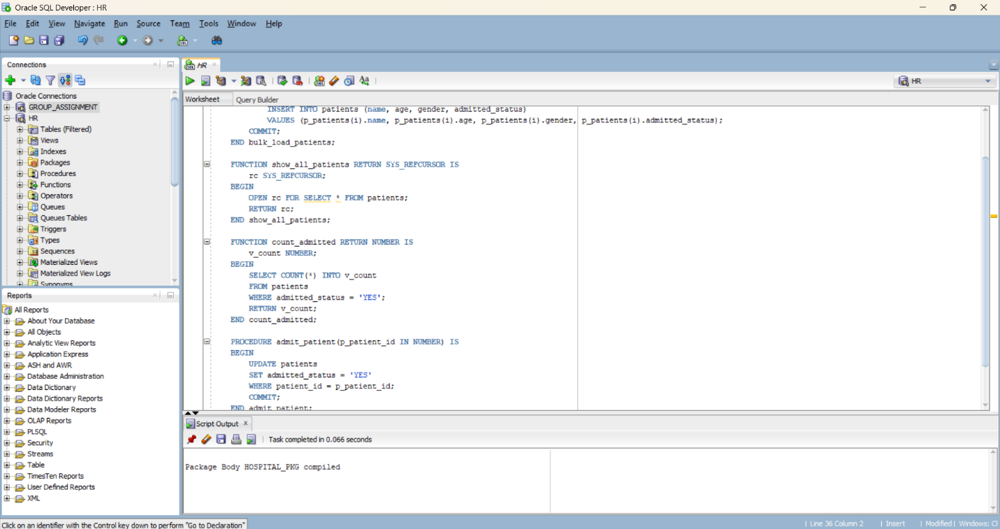 Oracle SQL Developer : HR
File Edit View Navigate Run Source Team Tools Window Help
Connections
Oracle Connections
GROUP_ASSIGNMENT
HR
Tables (Filtered)
Views
Indexes
Packages
Procedures
Functions
Operators
Queues
Queues Tables
Triggers
Types
Sequences
Materialized Views
Materialized View Logs
Synonyms
Reports
All Reports
About Your Database
All Objects
Analytic View Reports
Application Express
ASH and AWR
Database Administration
Data Dictionary
Data Dictionary Reports
Data Modeler Reports
OLAP Reports
PLSQL
Security
Streams
Table
TimesTen Reports
User Defined Reports
XML
HR
HR
Worksheet Query Builder
INSERT INTO patients (name, age, gender, admitted_status)
VALUES (p_patients(i).name, p_patients(i).age, p_patients(i).gender, p_patients(i).admitted_status);
COMMIT;
END bulk_load_patients;
FUNCTION show_all_patients RETURN SYS_REFCURSOR IS
rc SYS_REFCURSOR;
BEGIN
OPEN rc FOR SELECT * FROM patients;
RETURN rc;
END show_all_patients;
FUNCTION count_admitted RETURN NUMBER IS
v_count NUMBER;
BEGIN
SELECT COUNT(*) INTO v_count
FROM patients
WHERE admitted_status = 'YES';
RETURN v_count;
END count_admitted;
PROCEDURE admit_patient(p_patient_id IN NUMBER) IS
BEGIN
UPDATE patients
SET admitted_status = 'YES'
WHERE patient_id = p_patient_id;
COMMIT;
END admit_patient;
Script Output
Task completed in 0.066 seconds
Package Body HOSPITAL_PKG compiled
Click on an identifier with the Control key down to perform "Go to Declaration"
Line 36 Column 2 | Insert | Modified | Windows: C